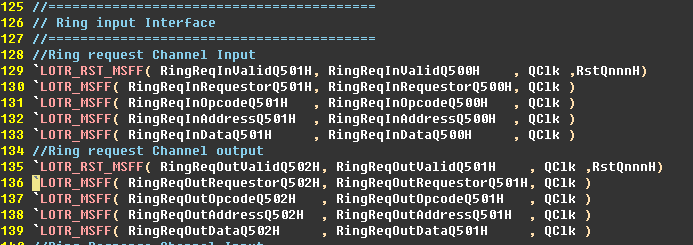 125 //=========================================
126 // Ring input Interface
127 //=========================================
128 //Ring request Channel Input
129 `LOTR_RST_MSFF( RingReqInValidQ501H, RingReqInValidQ500H    , QClk ,RstQnnnH)
130 `LOTR_MSFF( RingReqInRequestorQ501H, RingReqInRequestorQ500H, QClk )
131 `LOTR_MSFF( RingReqInOpcodeQ501H   , RingReqInOpcodeQ500H   , QClk )
132 `LOTR_MSFF( RingReqInAddressQ501H  , RingReqInAddressQ500H  , QClk )
133 `LOTR_MSFF( RingReqInDataQ501H     , RingReqInDataQ500H     , QClk )
134 //Ring request Channel output
135 `LOTR_RST_MSFF( RingReqOutValidQ502H, RingReqOutValidQ501H    , QClk ,RstQnnnH)
136 `LOTR_MSFF( RingReqOutRequestorQ502H, RingReqOutRequestorQ501H, QClk )
137 `LOTR_MSFF( RingReqOutOpcodeQ502H   , RingReqOutOpcodeQ501H   , QClk )
138 `LOTR_MSFF( RingReqOutAddressQ502H  , RingReqOutAddressQ501H  , QClk )
139 `LOTR_MSFF( RingReqOutDataQ502H     , RingReqOutDataQ501H     , QClk )